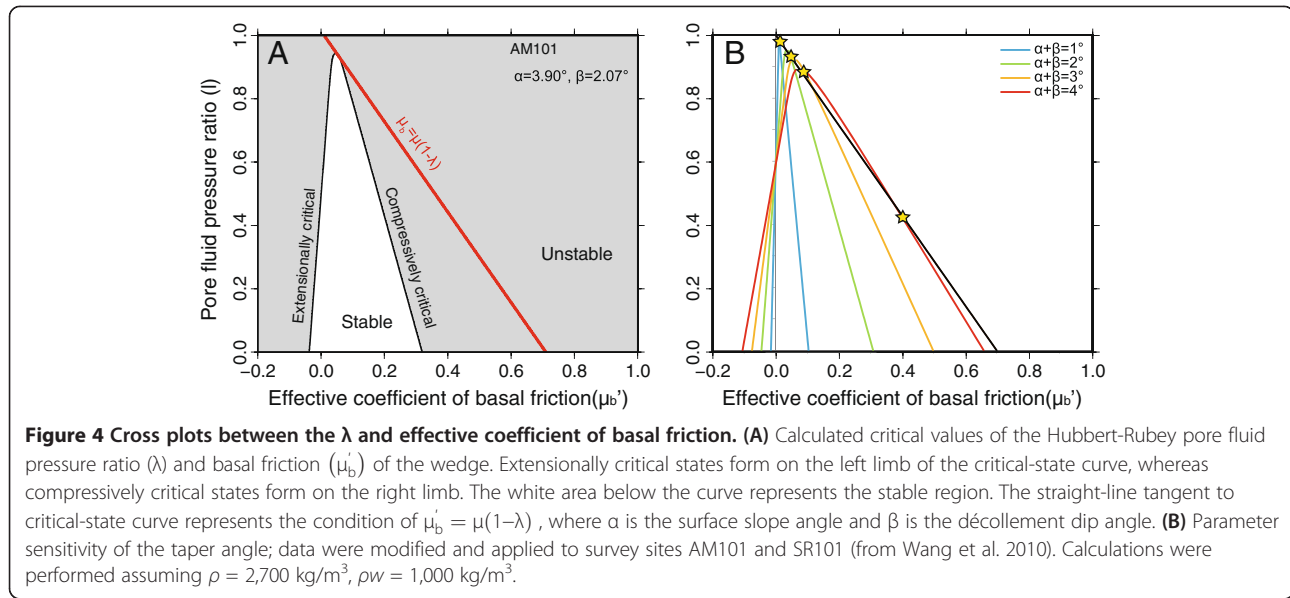 A
AM101
α=3.90°, β=2.07°
μb'=μ(1-λ)
Extensionally critical
Compressively critical
Stable
Unstable
Pore fluid pressure ratio (l)
1.0
0.8
0.6
0.4
0.2
0.0
−0.2 0.0 0.2 0.4 0.6 0.8 1.0
Effective coefficient of basal friction(μb')
B
α+β=1°
α+β=2°
α+β=3°
α+β=4°
1.0
0.8
0.6
0.4
0.2
0.0
−0.2 0.0 0.2 0.4 0.6 0.8 1.0
Effective coefficient of basal friction(μb')
Figure 4 Cross plots between the λ and effective coefficient of basal friction. (A) Calculated critical values of the Hubbert-Rubey pore fluid
pressure ratio (λ) and basal friction (μ'b) of the wedge. Extensionally critical states form on the left limb of the critical-state curve, whereas
compressively critical states form on the right limb. The white area below the curve represents the stable region. The straight-line tangent to
critical-state curve represents the condition of μ'b = μ(1–λ) , where α is the surface slope angle and β is the décollement dip angle. (B) Parameter
sensitivity of the taper angle; data were modified and applied to survey sites AM101 and SR101 (from Wang et al. 2010). Calculations were
performed assuming ρ = 2,700 kg/m³, ρw = 1,000 kg/m³.